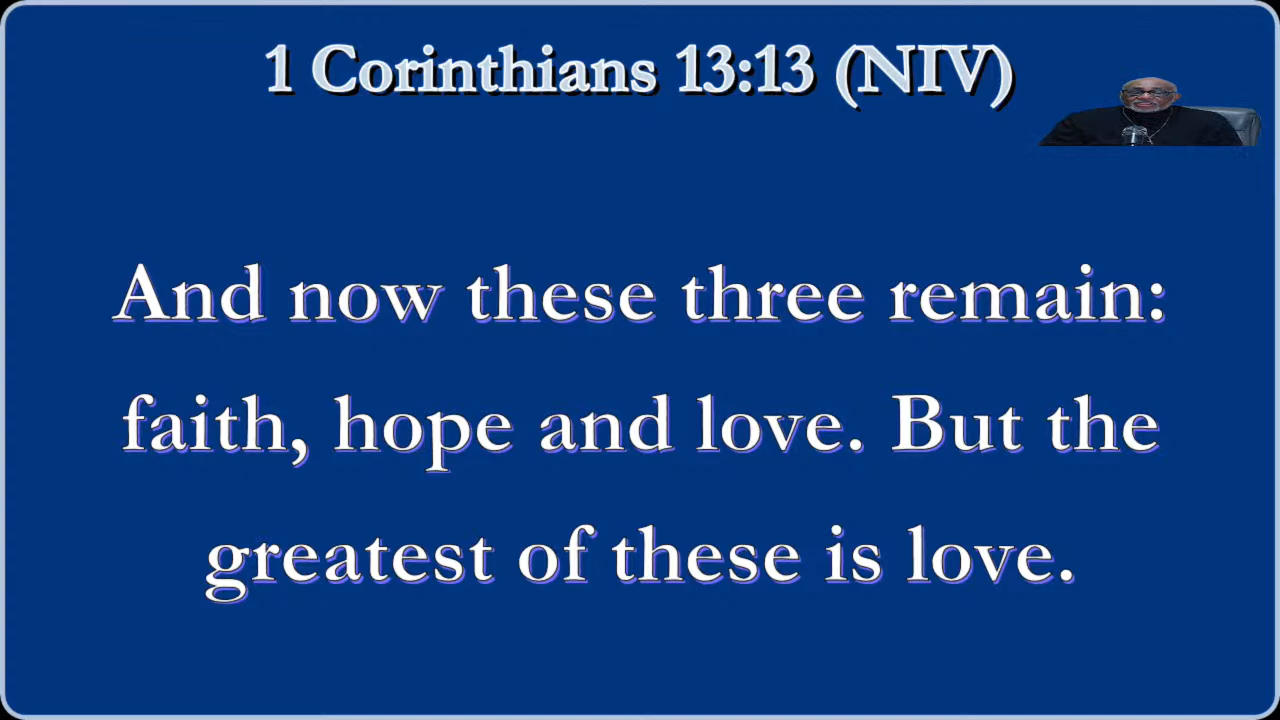 1 Corinthians 13:13 (NIV)
And now these three remain:
faith, hope and love. But the
greatest of these is love.